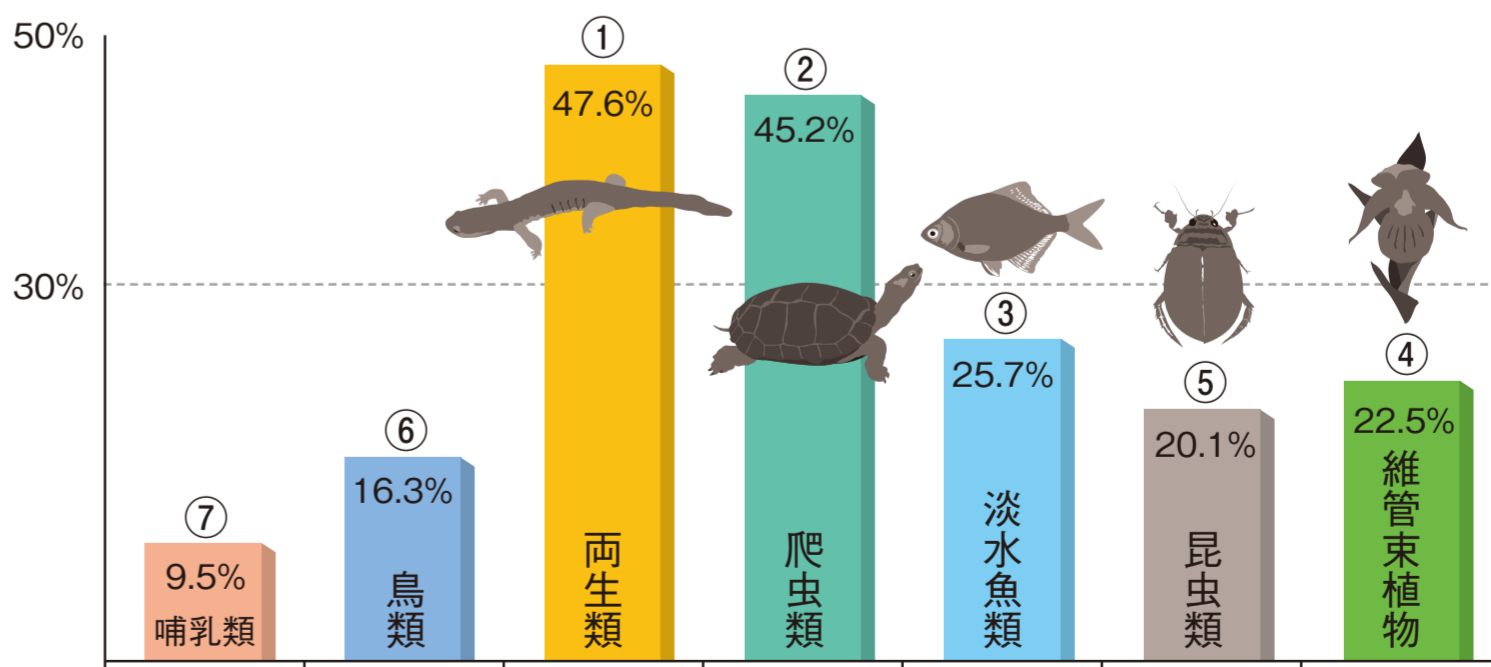 50%
30%
⑦
9.5%
哺乳類
⑥
16.3%
鳥類
①
47.6%
両生類
②
45.2%
爬虫類
③
25.7%
淡水魚類
⑤
20.1%
昆虫類
④
22.5%
維管束植物